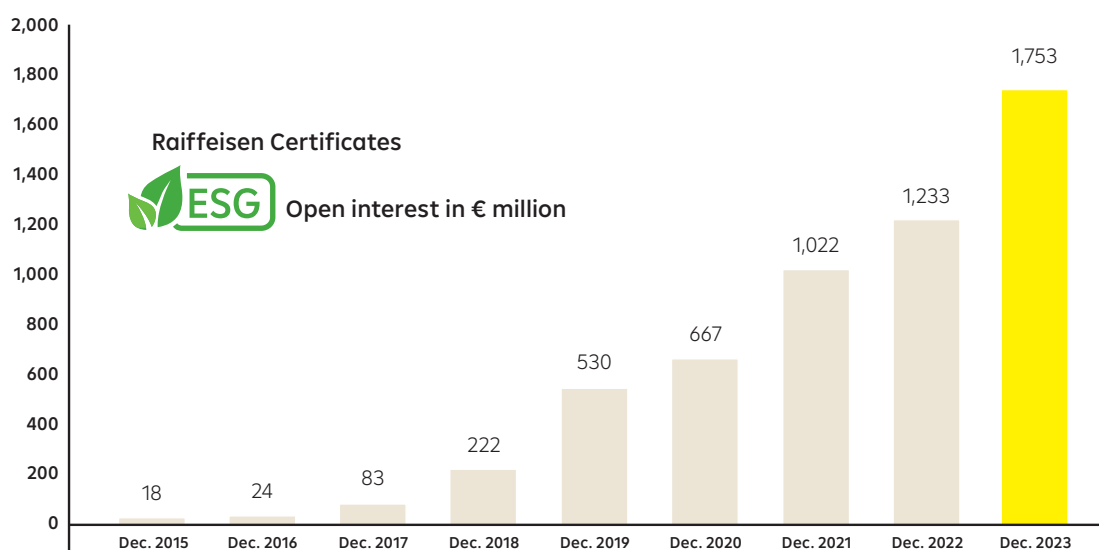 2,000
1,800
1,600
1,400
1,200
1,000
800
600
400
200
0
Raiffeisen Certificates
ESG
Open interest in € million
18
24
83
222
530
667
1,022
1,233
1,753
Dec. 2015
Dec. 2016
Dec. 2017
Dec. 2018
Dec. 2019
Dec. 2020
Dec. 2021
Dec. 2022
Dec. 2023